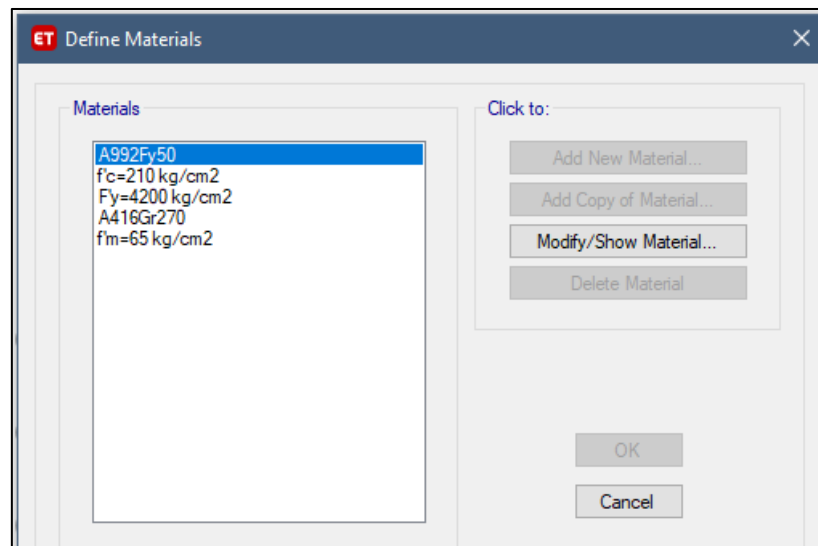 ET Define Materials
Materials
A992Fy50
f'c=210 kg/cm2
F'y=4200 kg/cm2
A416Gr270
f'm=65 kg/cm2
Click to:
Add New Material...
Add Copy of Material...
Modify/Show Material...
Delete Material
OK
Cancel